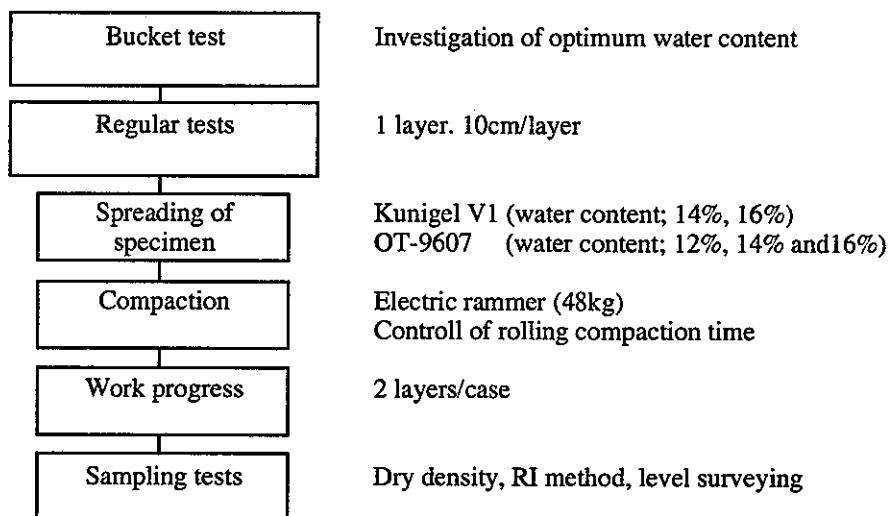 Bucket test
Investigation of optimum water content
Regular tests
1 layer. 10cm/layer
Spreading of
specimen
Kunigel V1 (water content; 14%, 16%)
OT-9607 (water content; 12%, 14% and16%)
Compaction
Electric rammer (48kg)
Controll of rolling compaction time
Work progress
2 layers/case
Sampling tests
Dry density, RI method, level surveying